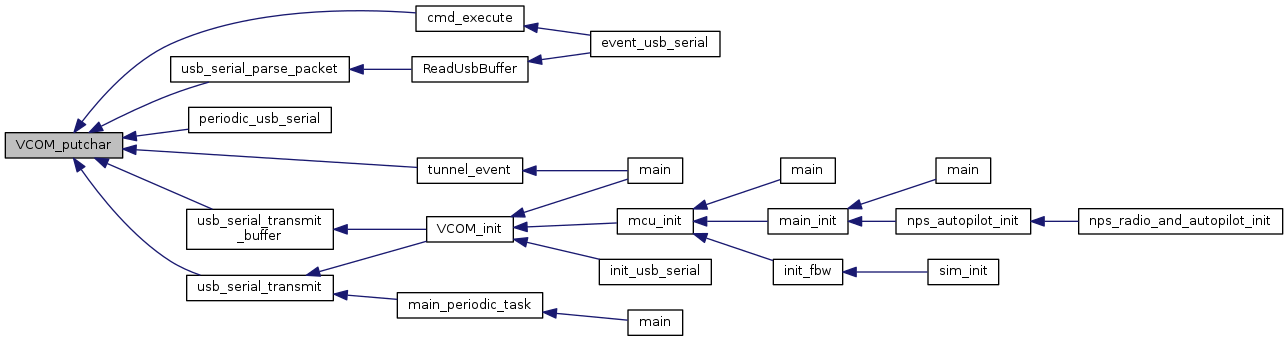 cmd_execute
event_usb_serial
usb_serial_parse_packet
ReadUsbBuffer
periodic_usb_serial
VCOM_putchar
tunnel_event
main
main
main
usb_serial_transmit
_buffer
VCOM_init
mcu_init
main_init
nps_autopilot_init
nps_radio_and_autopilot_init
init_usb_serial
init_fbw
sim_init
usb_serial_transmit
main_periodic_task
main